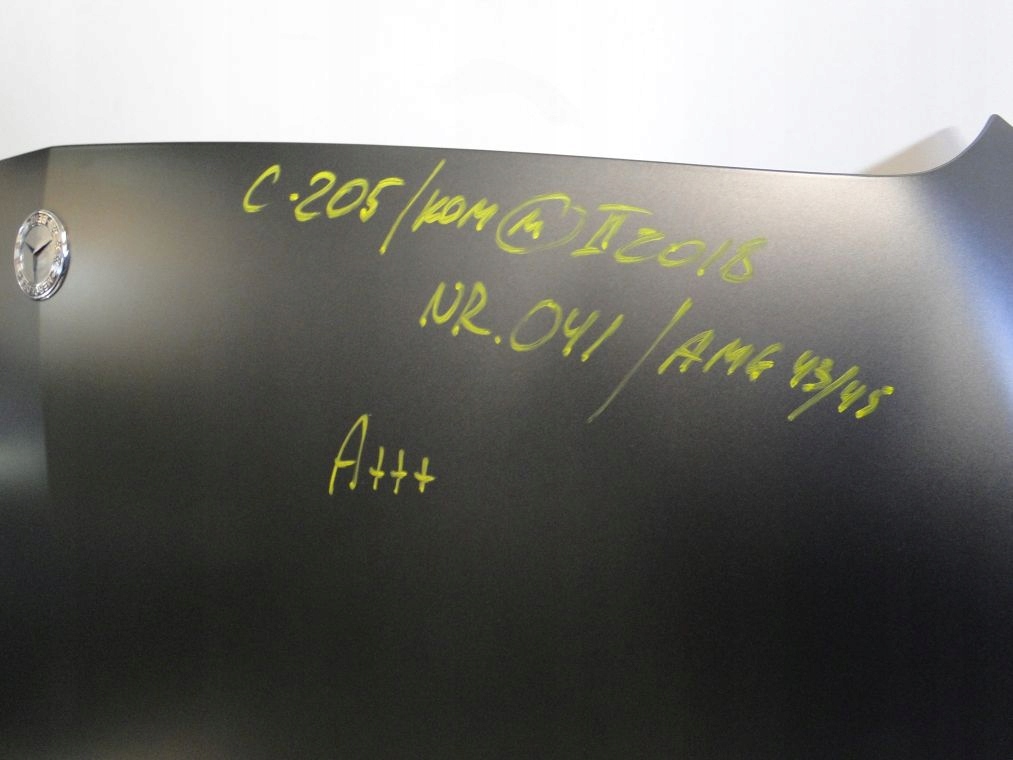 C-205/KOM M II 2018
NR. 041 / AMG 43/45
A+++